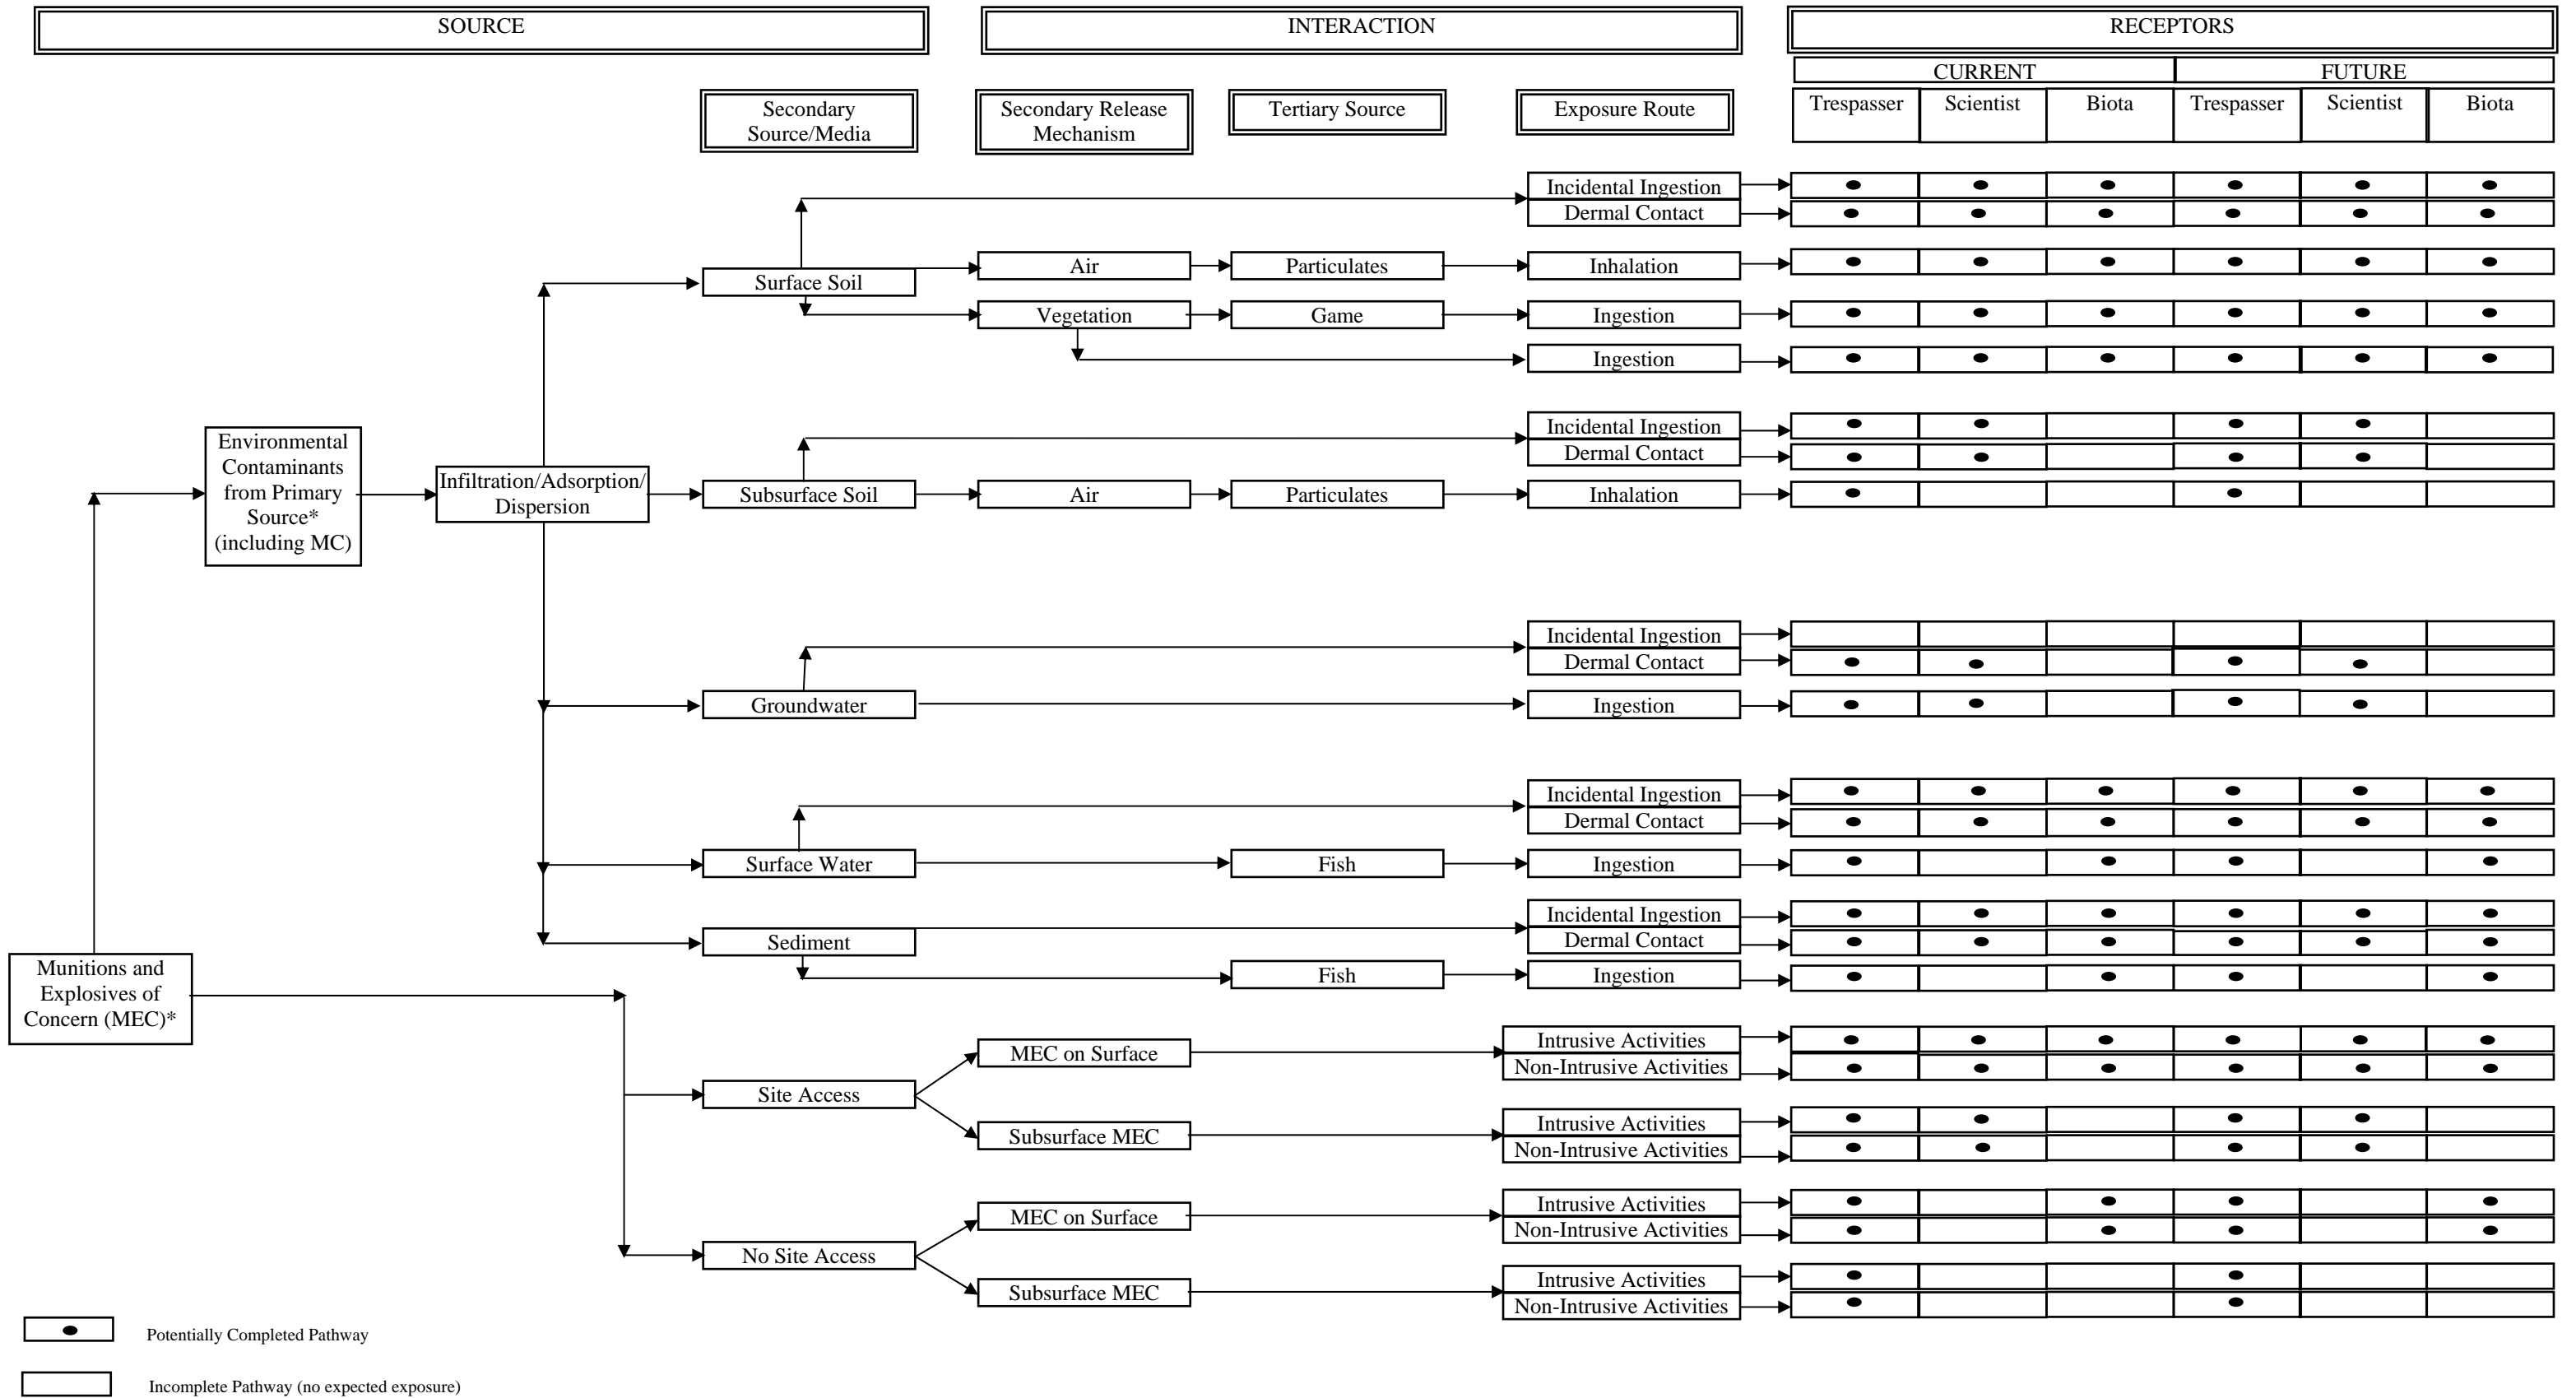 SOURCE
INTERACTION
RECEPTORS
CURRENT
FUTURE
Secondary
Source/Media
Secondary Release
Mechanism
Tertiary Source
Exposure Route
Trespasser
Scientist
Biota
Trespasser
Scientist
Biota
Incidental Ingestion
Dermal Contact
Surface Soil
Air
Particulates
Inhalation
Vegetation
Game
Ingestion
Ingestion
Environmental
Contaminants
from Primary
Source*
(including MC)
Infiltration/Adsorption/
Dispersion
Incidental Ingestion
Dermal Contact
Subsurface Soil
Air
Particulates
Inhalation
Incidental Ingestion
Dermal Contact
Groundwater
Ingestion
Incidental Ingestion
Dermal Contact
Surface Water
Fish
Ingestion
Incidental Ingestion
Dermal Contact
Sediment
Fish
Ingestion
Munitions and
Explosives of
Concern (MEC)*
Site Access
MEC on Surface
Intrusive Activities
Non-Intrusive Activities
Subsurface MEC
Intrusive Activities
Non-Intrusive Activities
No Site Access
MEC on Surface
Intrusive Activities
Non-Intrusive Activities
Subsurface MEC
Intrusive Activities
Non-Intrusive Activities
Potentially Completed Pathway
Incomplete Pathway (no expected exposure)